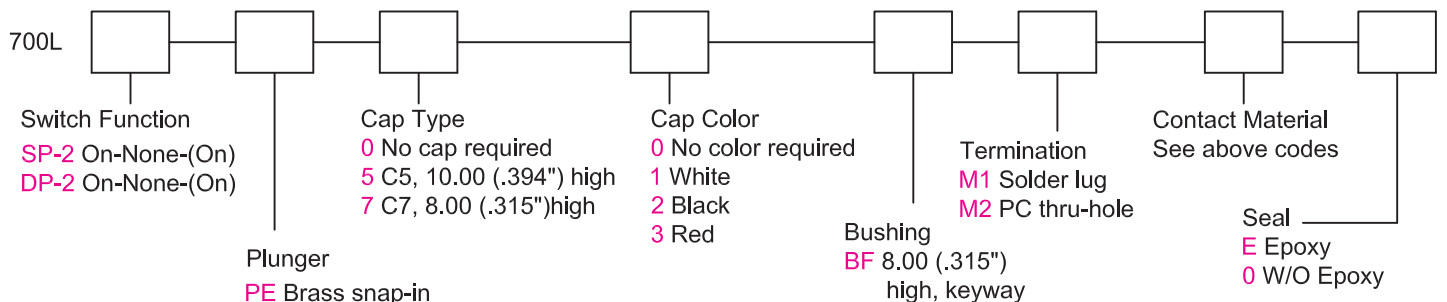 700L
Switch Function
SP-2 On-None-(On)
DP-2 On-None-(On)
Plunger
PE Brass snap-in
Cap Type
0 No cap required
5 C5, 10.00 (.394") high
7 C7, 8.00 (.315")high
Cap Color
0 No color required
1 White
2 Black
3 Red
Bushing
BF 8.00 (.315")
high, keyway
Termination
M1 Solder lug
M2 PC thru-hole
Contact Material
See above codes
Seal
E Epoxy
0 W/O Epoxy